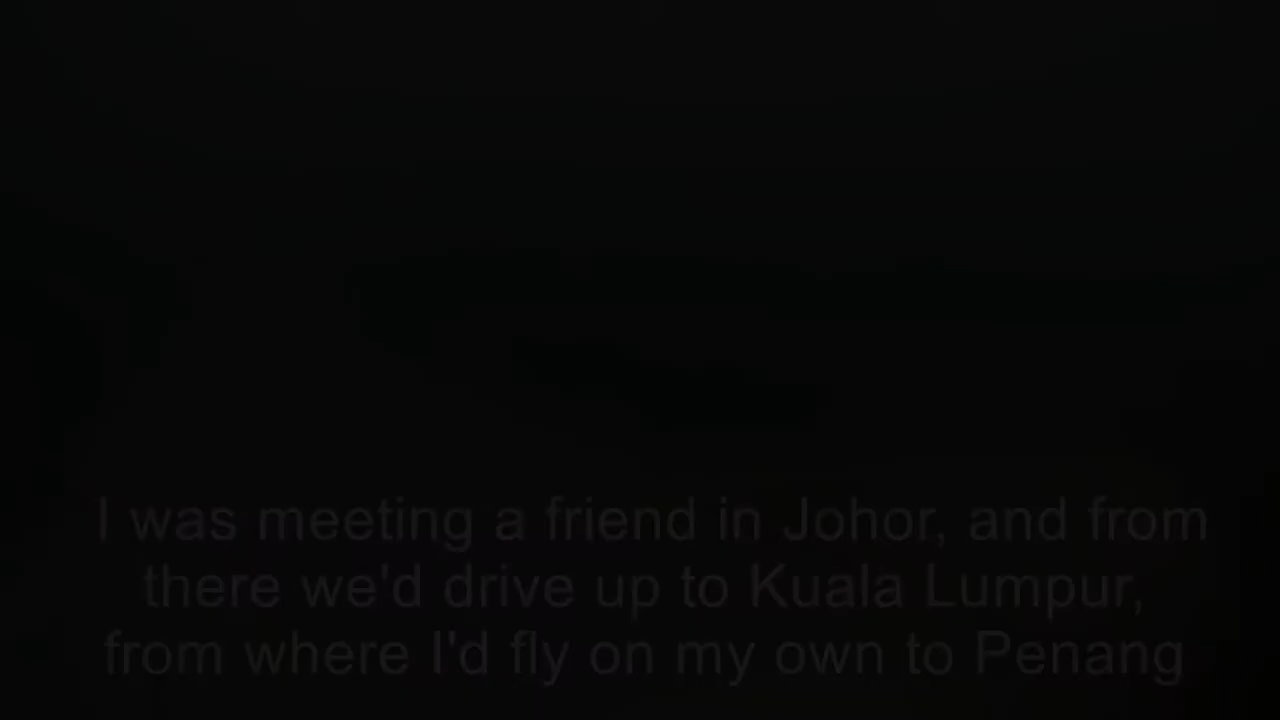 I was meeting a friend in Johor, and from
there we'd drive up to Kuala Lumpur,
from where I'd fly on my own to Penang